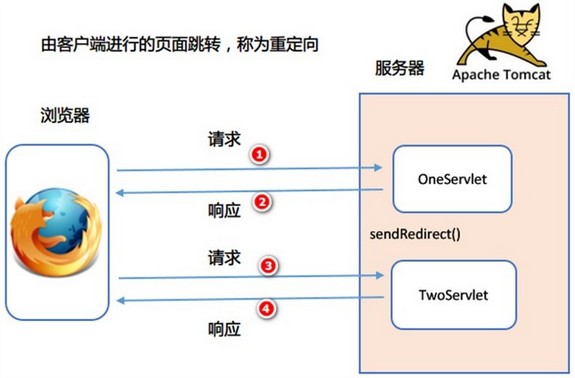 由客户端进行的页面跳转，称为重定向
服务器
Apache Tomcat
浏览器
请求
1
OneServlet
2
响应
sendRedirect()
请求
3
TwoServlet
4
响应